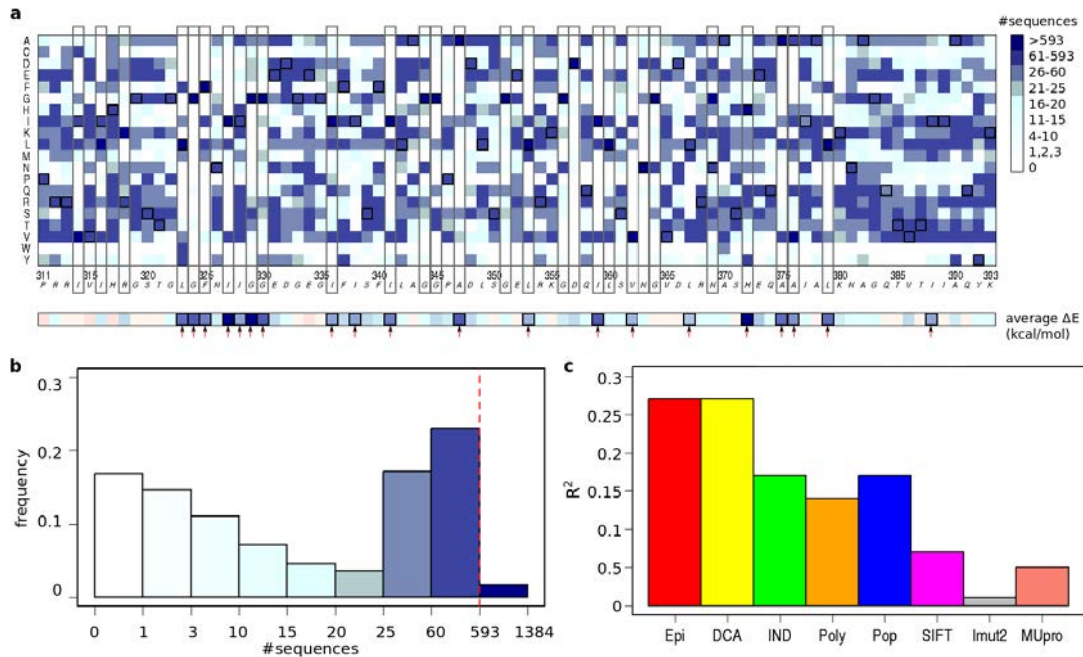 a
#sequences
>593
61-593
26-60
16-20
11-15
4-10
1,2,3
0
A
C
D
E
F
G
H
I
K
L
M
N
P
Q
R
S
T
V
W
Y
311 315 320 325 330 335 340 345 350 355 360 365 370 375 380 385 390 393
P R R I V I H R G S T G L G F H I I G G E D G E G I F I S F I L A G G P A D L S G E L R K G D Q I L S V H G V D L R H A S H E Q A A I A L K H A G Q T V T I I A Q Y K
average ΔE
(kcal/mol)
b
frequency
0.3
0.2
0.1
0
0 1 3 10 15 20 25 60 593 1384
#sequences
c
R²
0.3
0.25
0.2
0.15
0.1
0.5
0
Epi DCA IND Poly Pop SIFT Imut2 MUpro